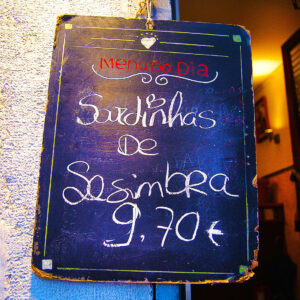 Menu do Dia
Sardinhas
De
Sesimbra
9,70€